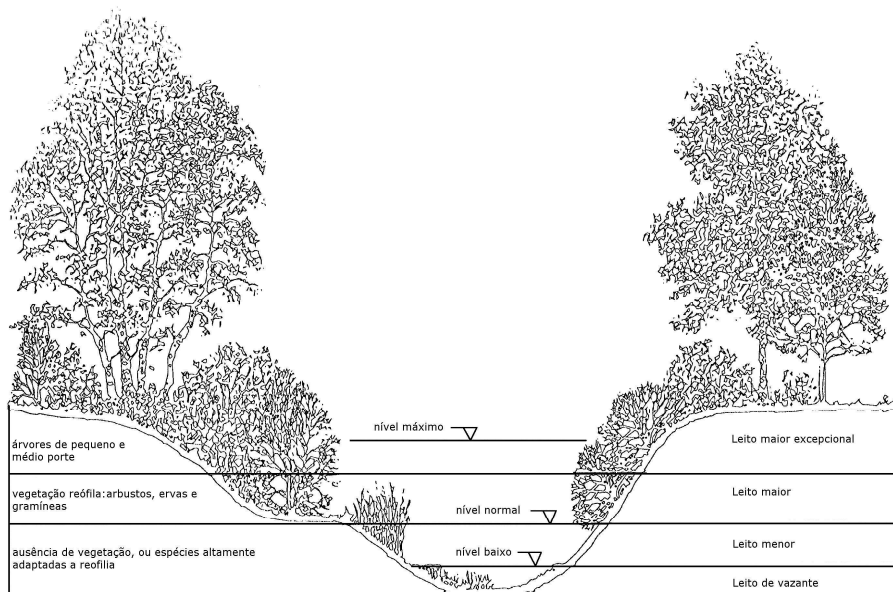 nível máximo
árvores de pequeno e
médio porte
Leito maior excepcional
vegetação reófila:arbustos, ervas e
gramíneas
Leito maior
nível normal
ausência de vegetação, ou espécies altamente
adaptadas a reofilia
nível baixo
Leito menor
Leito de vazante